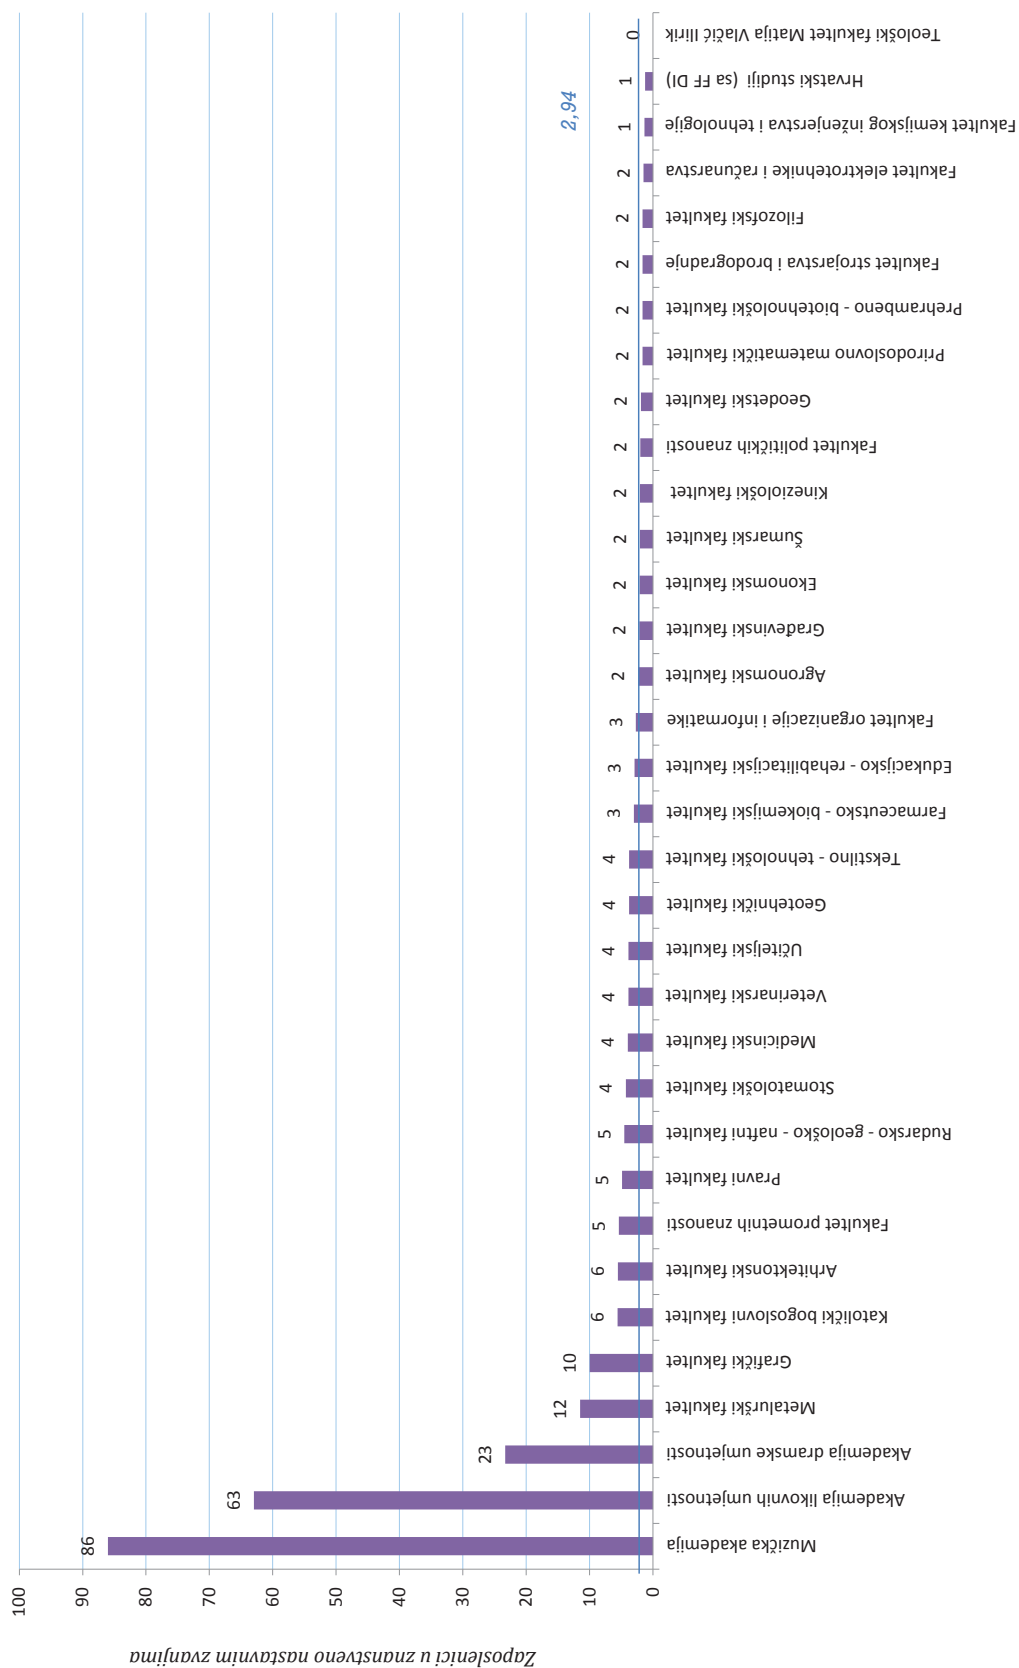 Zaposlenici u znanstveno nastavnim zvanjima
100
90
80
70
60
50
40
30
20
10
0
2,94
86
63
23
12
10
6
6
5
5
5
4
4
4
4
4
4
3
3
3
2
2
2
2
2
2
2
2
2
2
2
2
1
1
0
Muzička akademija
Akademija likovnih umjetnosti
Akademija dramske umjetnosti
Metalurški fakultet
Grafički fakultet
Katolički bogoslovni fakultet
Arhitektonski fakultet
Fakultet prometnih znanosti
Pravni fakultet
Rudarsko - geološko - naftni fakultet
Stomatološki fakultet
Medicinski fakultet
Veterinarski fakultet
Učiteljski fakultet
Geotehnički fakultet
Tekstilno - tehnološki fakultet
Farmaceutsko - biokemijski fakultet
Edukacijsko - rehabilitacijski fakultet
Fakultet organizacije i informatike
Agronomski fakultet
Građevinski fakultet
Ekonomski fakultet
Šumarski fakultet
Kineziološki fakultet
Fakultet političkih znanosti
Geodetski fakultet
Prirodoslovno matematički fakultet
Prehrambeno - biotehnološki fakultet
Fakultet strojarstva i brodogradnje
Filozofski fakultet
Fakultet elektrotehnike i računarstva
Fakultet kemijskog inženjerstva i tehnologije
Hrvatski studiji (sa FF DI)
Teološki fakultet Matija Vlačić Ilirik